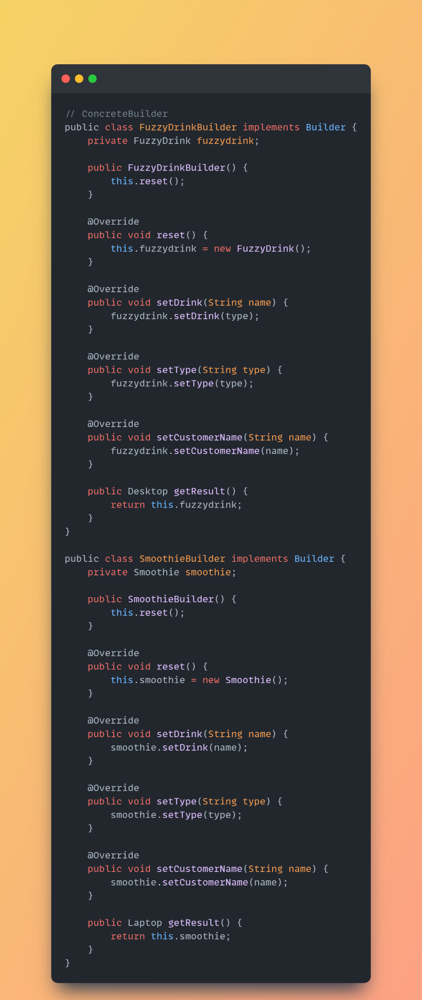 // ConcreteBuilder
public class FuzzyDrinkBuilder implements Builder {
    private FuzzyDrink fuzzydrink;

    public FuzzyDrinkBuilder() {
        this.reset();
    }

    @Override
    public void reset() {
        this.fuzzydrink = new FuzzyDrink();
    }

    @Override
    public void setDrink(String name) {
        fuzzydrink.setDrink(type);
    }

    @Override
    public void setType(String type) {
        fuzzydrink.setType(type);
    }

    @Override
    public void setCustomerName(String name) {
        fuzzydrink.setCustomerName(name);
    }

    public Desktop getResult() {
        return this.fuzzydrink;
    }
}

public class SmoothieBuilder implements Builder {
    private Smoothie smoothie;

    public SmoothieBuilder() {
        this.reset();
    }

    @Override
    public void reset() {
        this.smoothie = new Smoothie();
    }

    @Override
    public void setDrink(String name) {
        smoothie.setDrink(name);
    }

    @Override
    public void setType(String type) {
        smoothie.setType(type);
    }

    @Override
    public void setCustomerName(String name) {
        smoothie.setCustomerName(name);
    }

    public Laptop getResult() {
        return this.smoothie;
    }
}